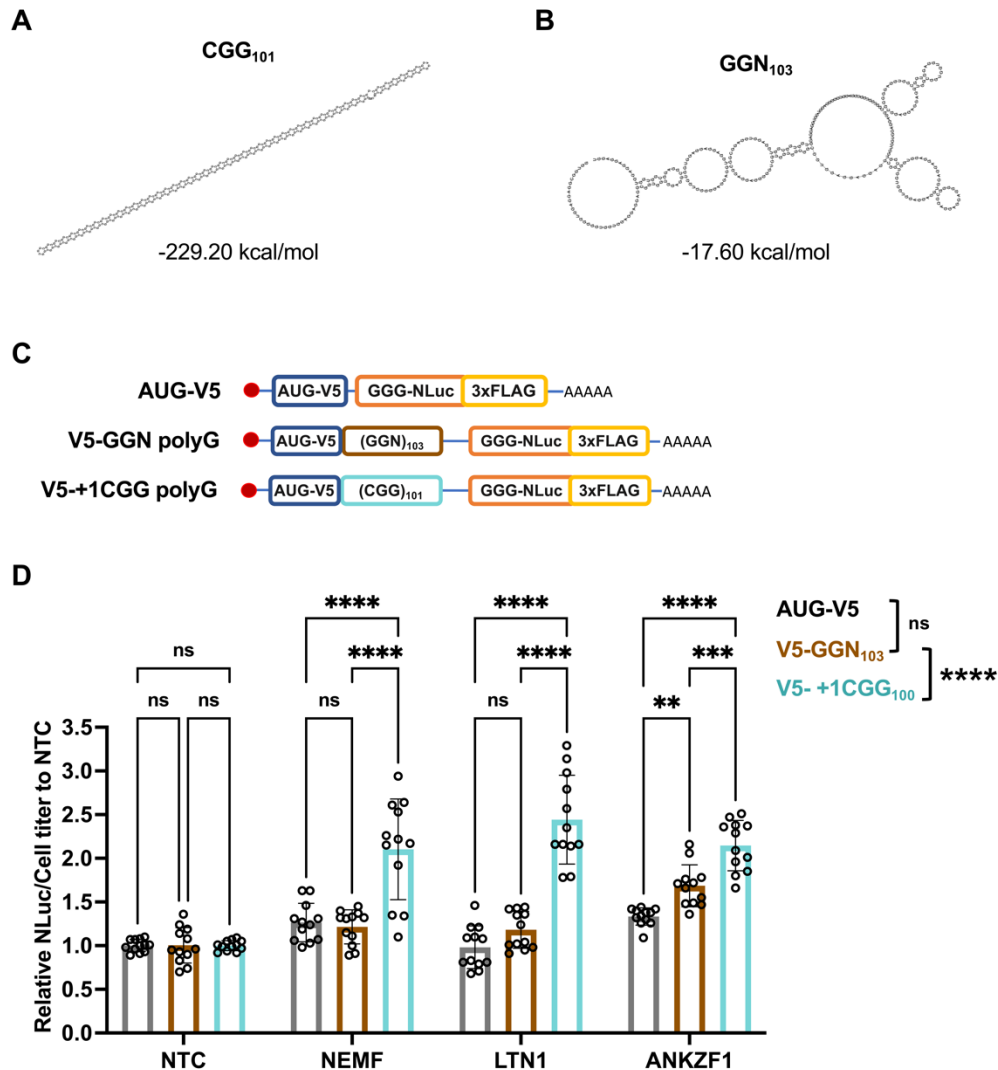 A
B
CGG101
GGN103
-229.20 kcal/mol
-17.60 kcal/mol
C
AUG-V5 AUG-V5 GGG-NLuc 3xFLAG AAAAA
V5-GGN polyG AUG-V5 (GGN)103 GGG-NLuc 3xFLAG AAAAA
V5-+1CGG polyG AUG-V5 (CGG)101 GGG-NLuc 3xFLAG AAAAA
D
**** **** **** AUG-V5
ns
ns **** **** *** V5-GGN103
****
ns ns ns ns ** V5- +1CGG100
Relative NLuc/Cell titer to NTC
3.5
3.0
2.5
2.0
1.5
1.0
0.5
0.0
NTC NEMF LTN1 ANKZF1